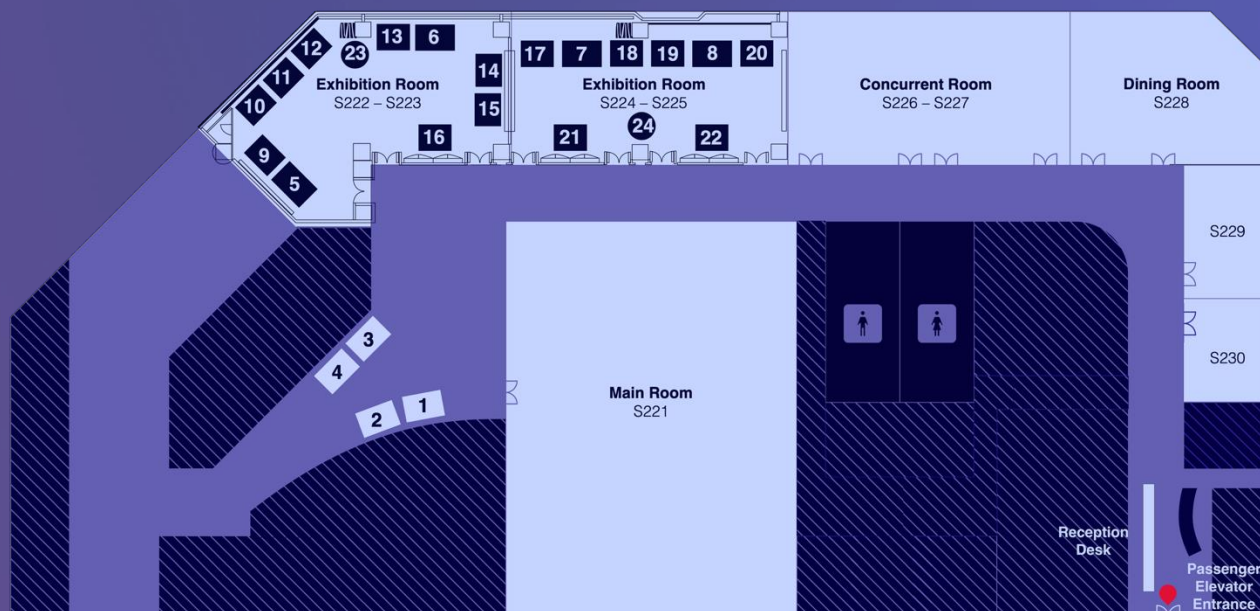 12
11
10
23
13
6
14
15
16
9
5
Exhibition Room
S222 – S223
17
7
18
19
8
20
Exhibition Room
S224 – S225
21
24
22
Concurrent Room
S226 – S227
Dining Room
S228
S229
S230
3
4
2
1
Main Room
S221
Reception
Desk
Passenger
Elevator
Entrance